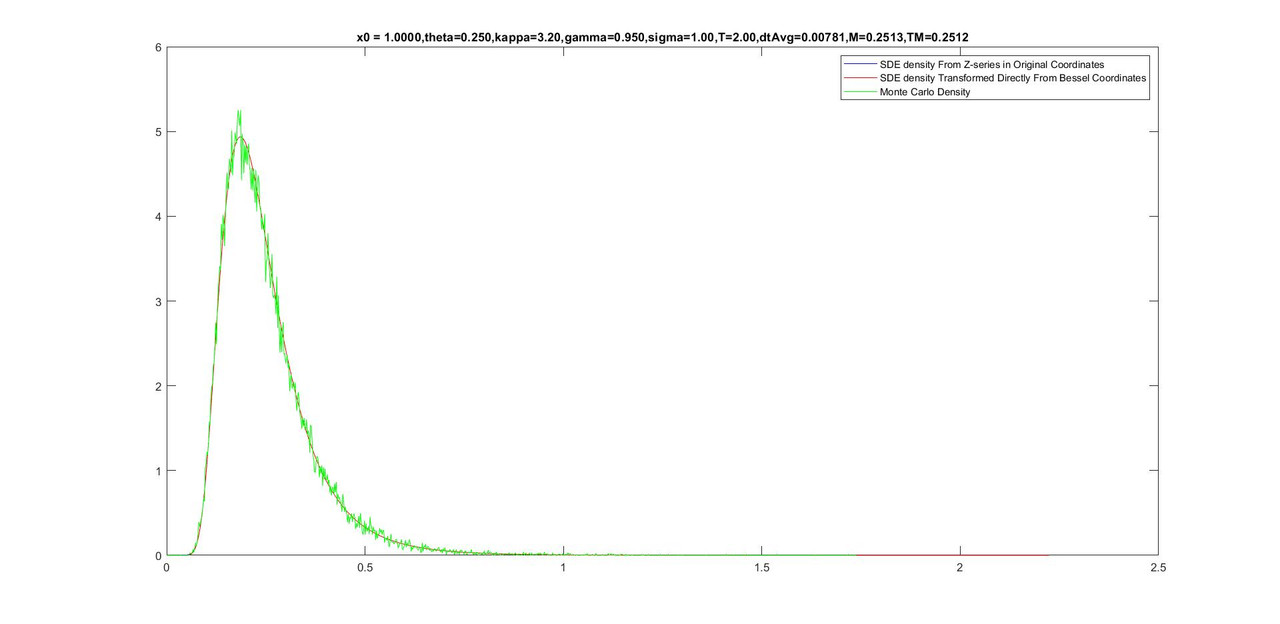 x0 = 1.0000,theta=0.250,kappa=3.20,gamma=0.950,sigma=1.00,T=2.00,dtAvg=0.00781,M=0.2513,TM=0.2512
SDE density From Z-series in Original Coordinates
SDE density Transformed Directly From Bessel Coordinates
Monte Carlo Density
6
5
4
3
2
1
0
0 0.5 1 1.5 2 2.5